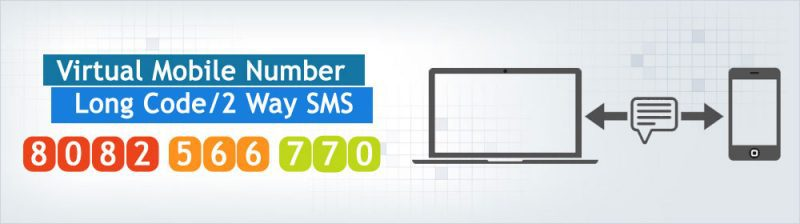 Virtual Mobile Number
Long Code/2 Way SMS
8082 566 770